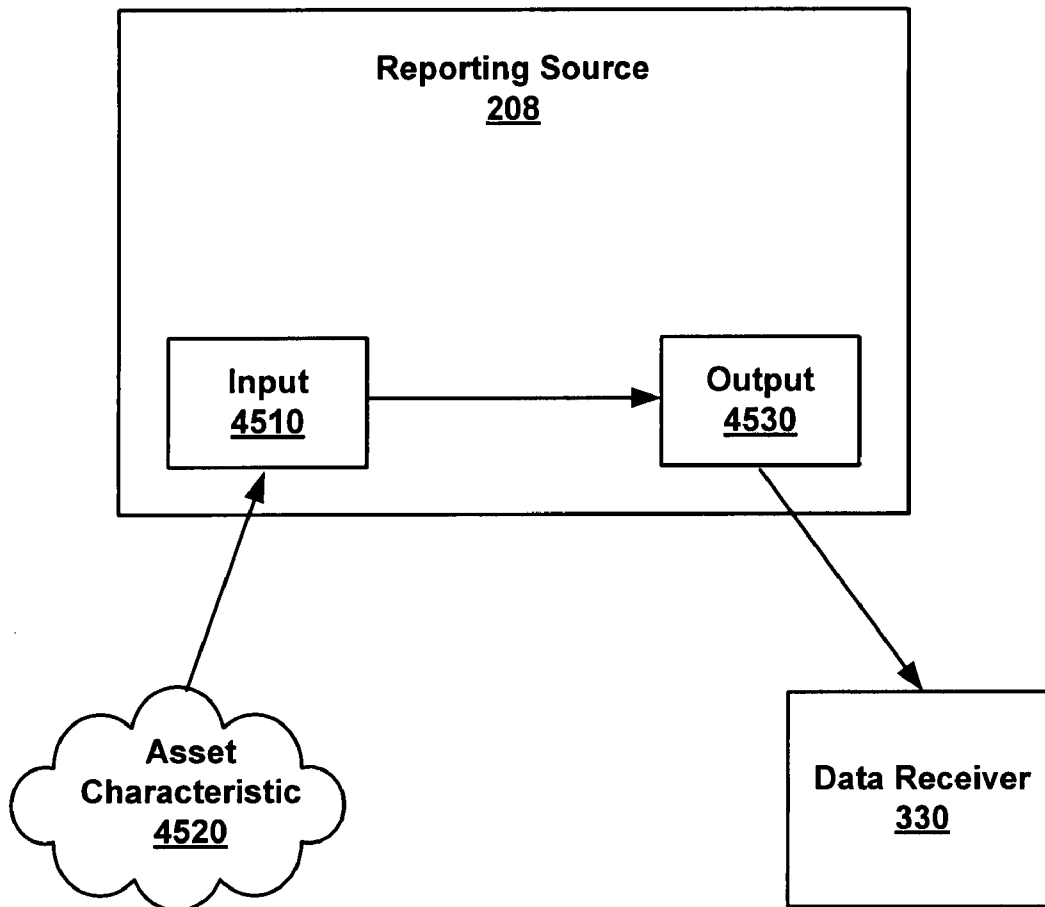 Reporting Source
208
Input
4510
Output
4530
Asset
Characteristic
4520
Data Receiver
330